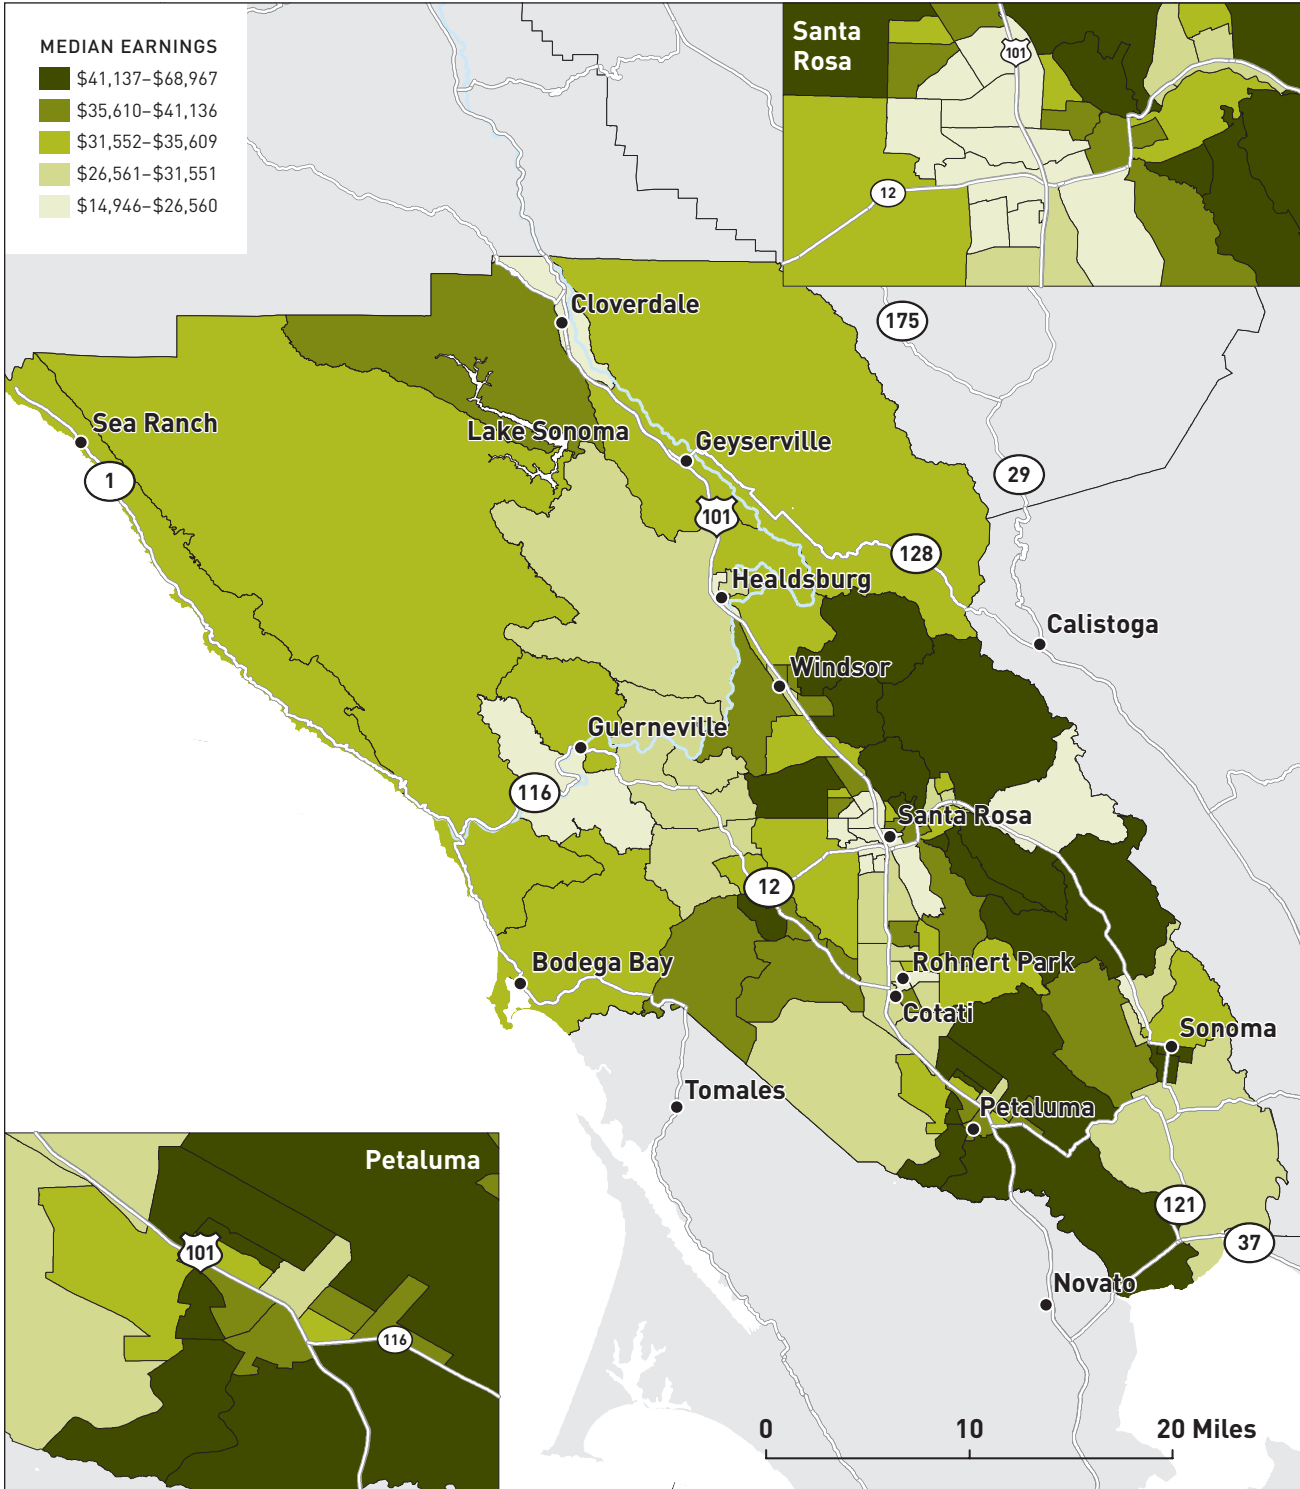 MEDIAN EARNINGS
$41,137–$68,967
$35,610–$41,136
$31,552–$35,609
$26,561–$31,551
$14,946–$26,560
Santa
Rosa
101
12
Cloverdale
175
Sea Ranch
Lake Sonoma
Geyserville
1
29
101
128
Healdsburg
Calistoga
Windsor
Guerneville
116
Santa Rosa
12
Bodega Bay
Rohnert Park
Cotati
Sonoma
Tomales
Petaluma
Petaluma
121
101
37
Novato
116
0 10 20 Miles